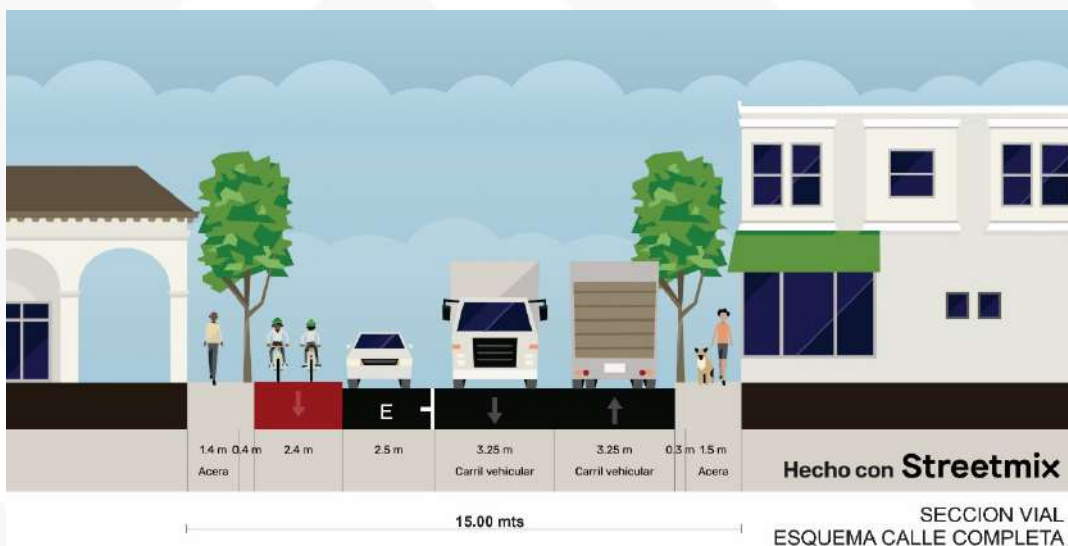 E
1.4 m 0.4 m 2.4 m 2.5 m 3.25 m 3.25 m 0.3 m 1.5 m
Acera Carril vehicular Carril vehicular Acera
Hecho con Streetmix
15.00 mts
SECCION VIAL
ESQUEMA CALLE COMPLETA